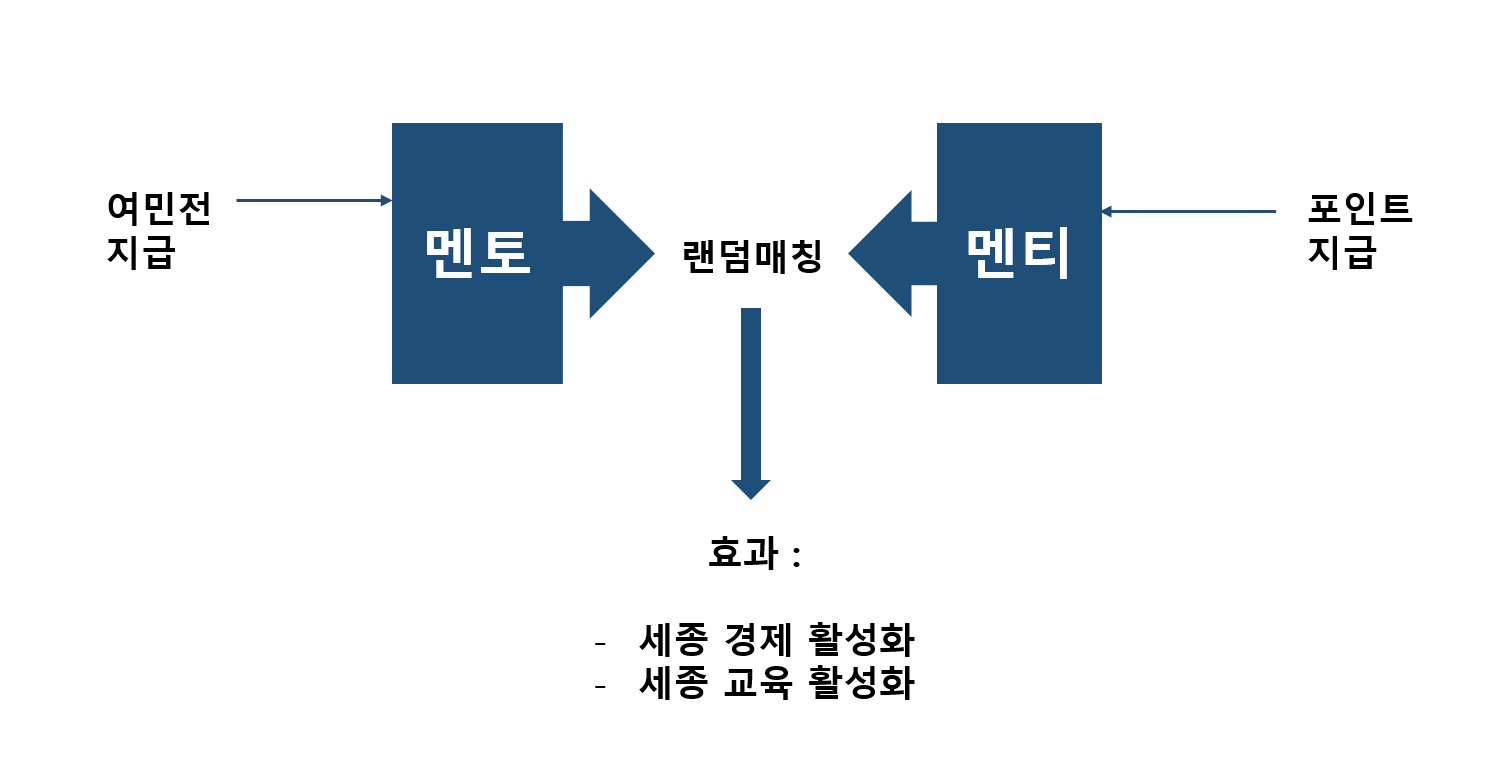 여민전
지급
멘토
랜덤매칭
멘티
포인트
지급
효과 :
- 세종 경제 활성화
- 세종 교육 활성화